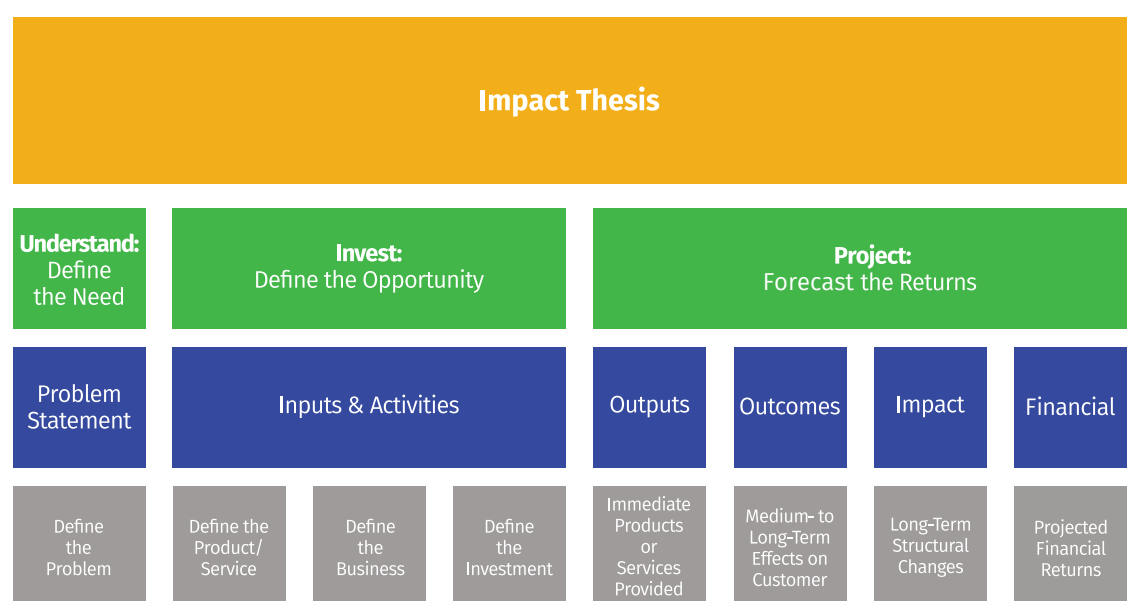 Impact Thesis
Understand:
Define
the Need
Invest:
Define the Opportunity
Project:
Forecast the Returns
Problem
Statement
Inputs & Activities
Outputs
Outcomes
Impact
Financial
Define
the
Problem
Define the
Product/
Service
Define
the
Business
Define
the
Investment
Immediate
Products
or
Services
Provided
Medium- to
Long-Term
Effects on
Customer
Long-Term
Structural
Changes
Projected
Financial
Returns